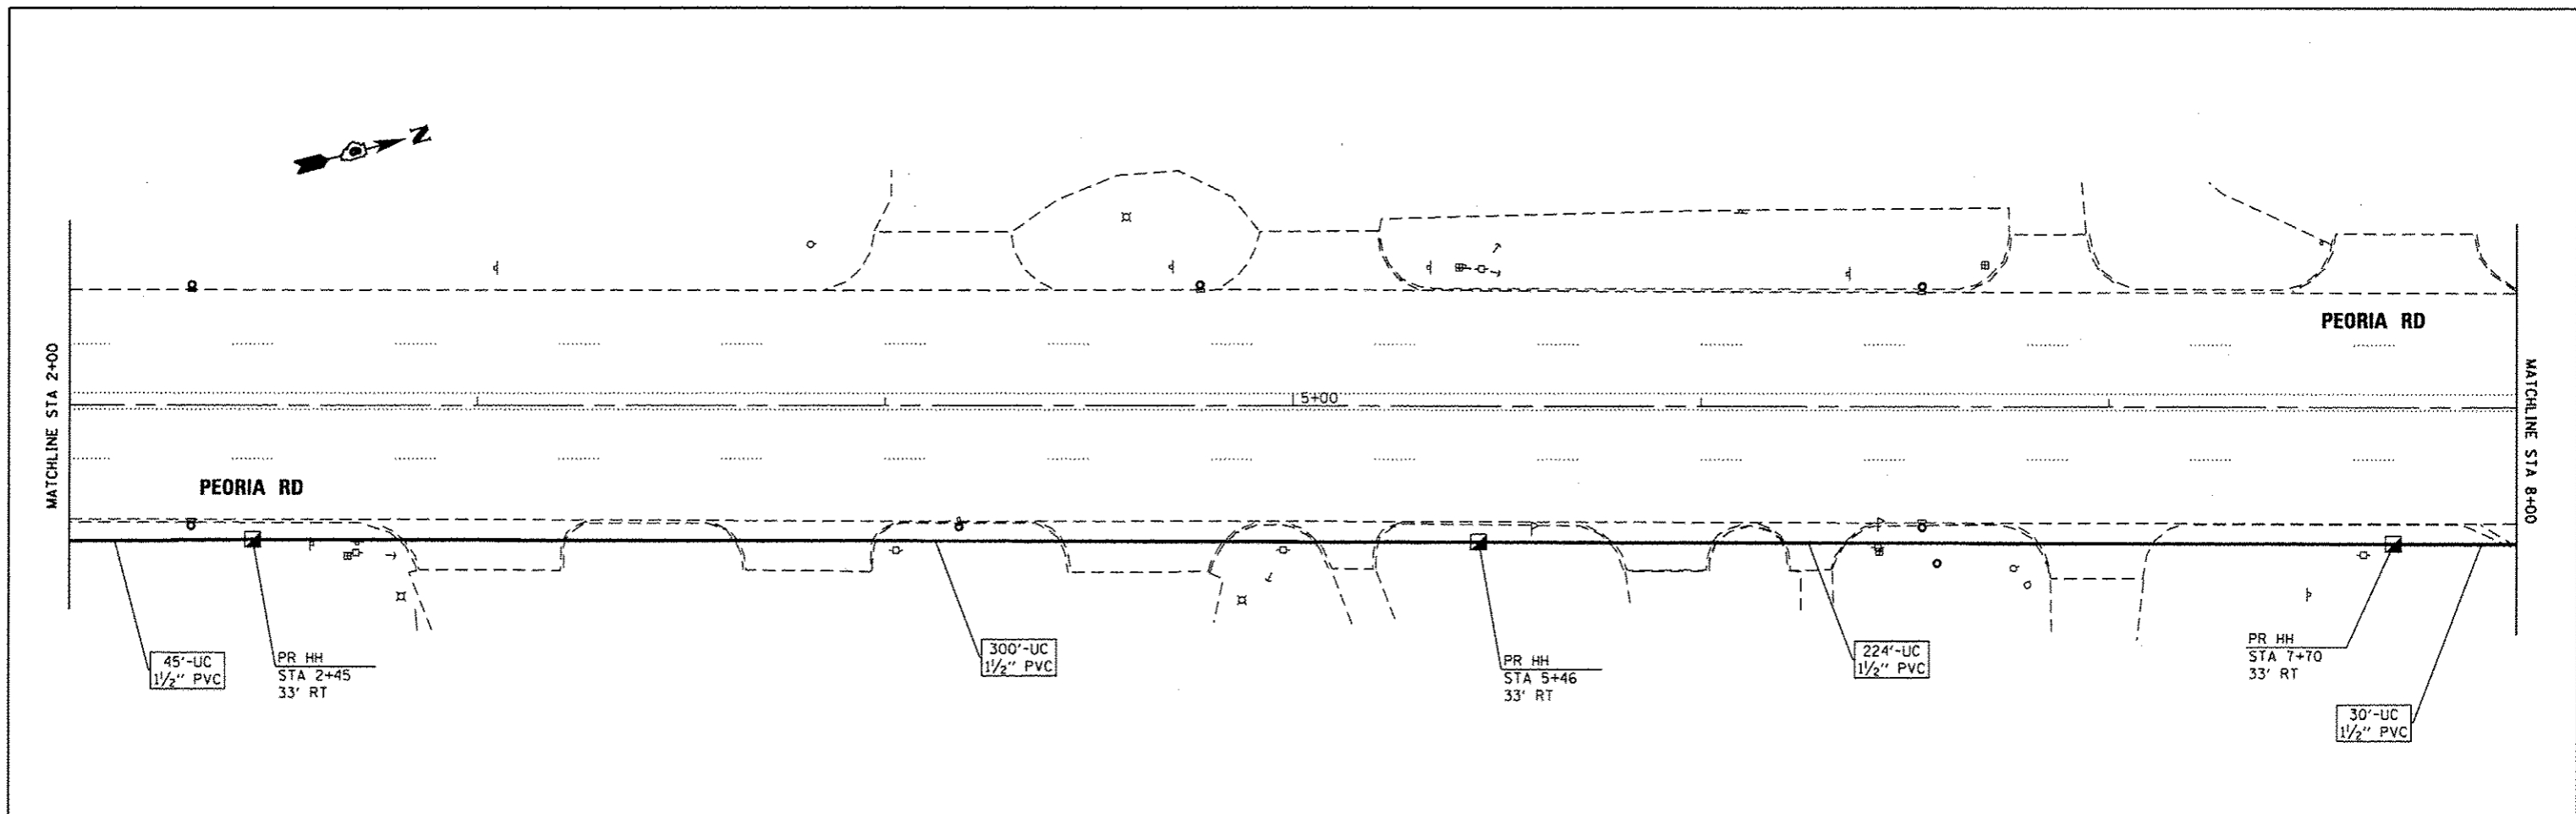 N
PEORIA RD
MATCHLINE STA 2+00
5+00
MATCHLINE STA 8+00
PEORIA RD
45'-UC
1½" PVC
PR HH
STA 2+45
33' RT
300'-UC
1½" PVC
PR HH
STA 5+46
33' RT
224'-UC
1½" PVC
PR HH
STA 7+70
33' RT
30'-UC
1½" PVC